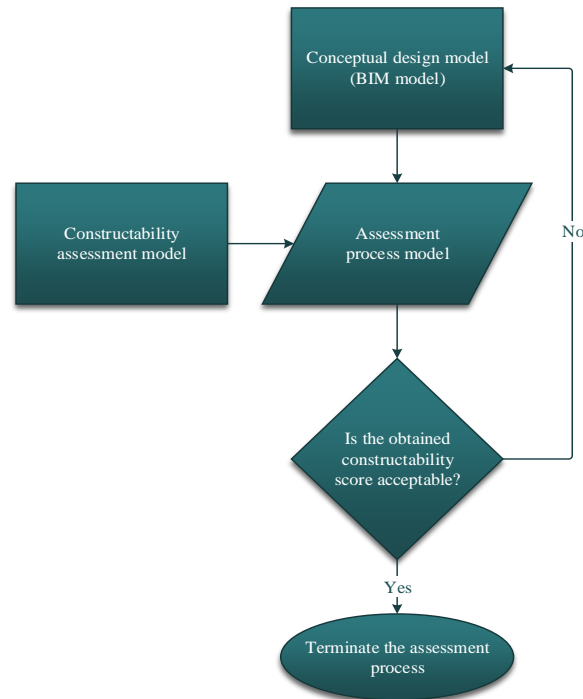 Conceptual design model
(BIM model)
Constructability
assessment model
Assessment
process model
No
Is the obtained
constructability
score acceptable?
Yes
Terminate the assessment
process